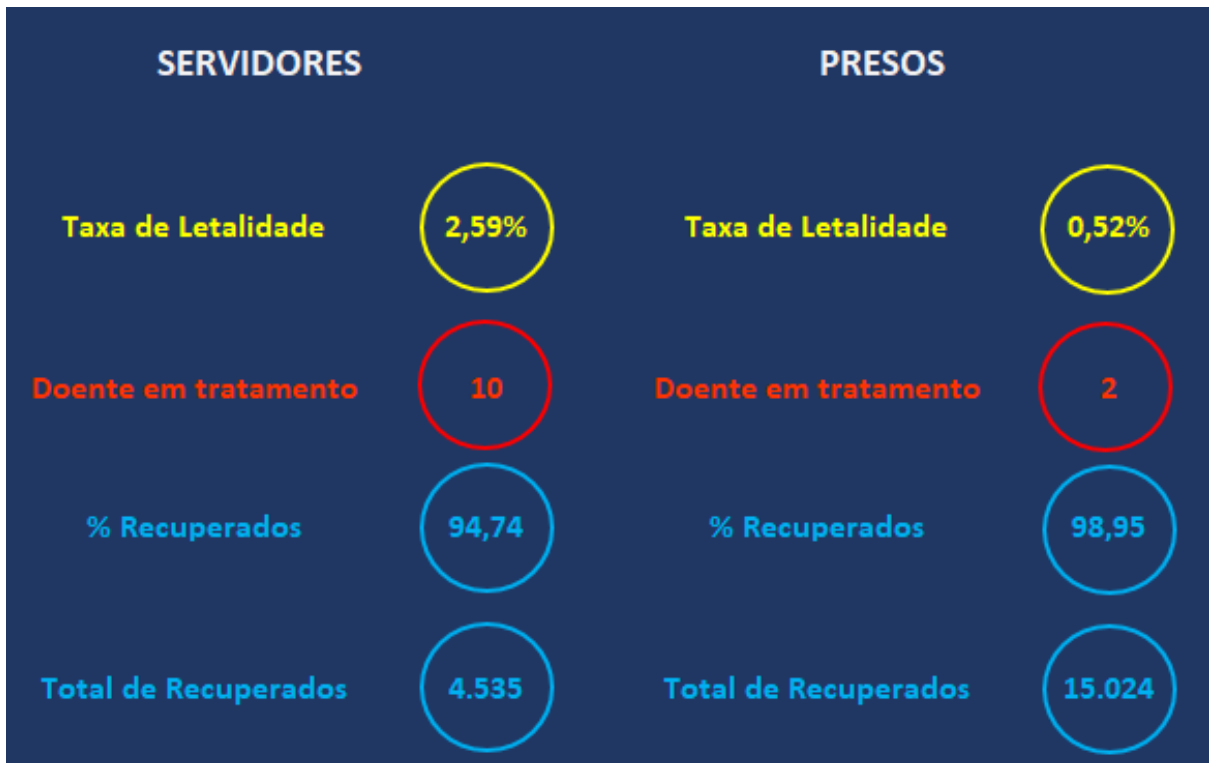 SERVIDORES
PRESOS
Taxa de Letalidade 2,59% Taxa de Letalidade 0,52%
Doente em tratamento 10 Doente em tratamento 2
% Recuperados 94,74 % Recuperados 98,95
Total de Recuperados 4.535 Total de Recuperados 15.024